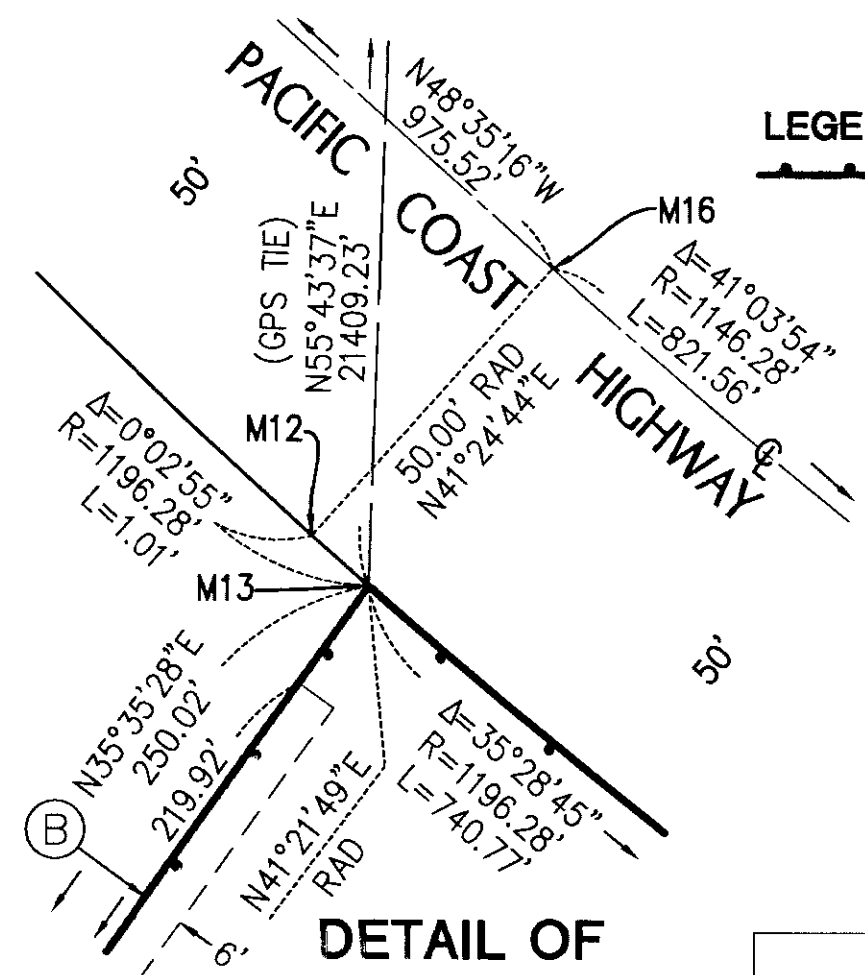 PACIFIC COAST HIGHWAY
N48°35'16"W
975.52'
LEGE
50'
(GPS TIE)
N55°43'37"E
21409.23'
M16
Δ=41°03'54"
R=1146.28'
L=821.56'
℄
M12
50.00' RAD
N41°24'44"E
Δ=0°02'55"
R=1196.28'
L=1.01'
M13
50'
N35°35'28"E
250.02'
219.92'
Δ=35°28'45"
R=1196.28'
L=740.77'
N41°21'49"E
RAD
B
6'
DETAIL OF